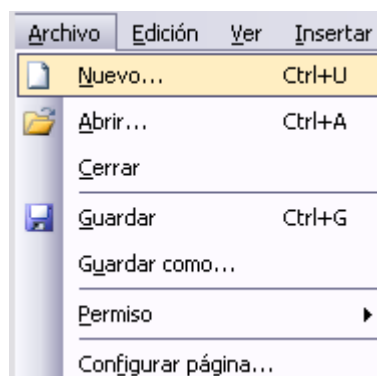 Archivo Edición Ver Insertar
Nuevo... Ctrl+U
Abrir... Ctrl+A
Cerrar
Guardar Ctrl+G
Guardar como...
Permiso
Configurar página...